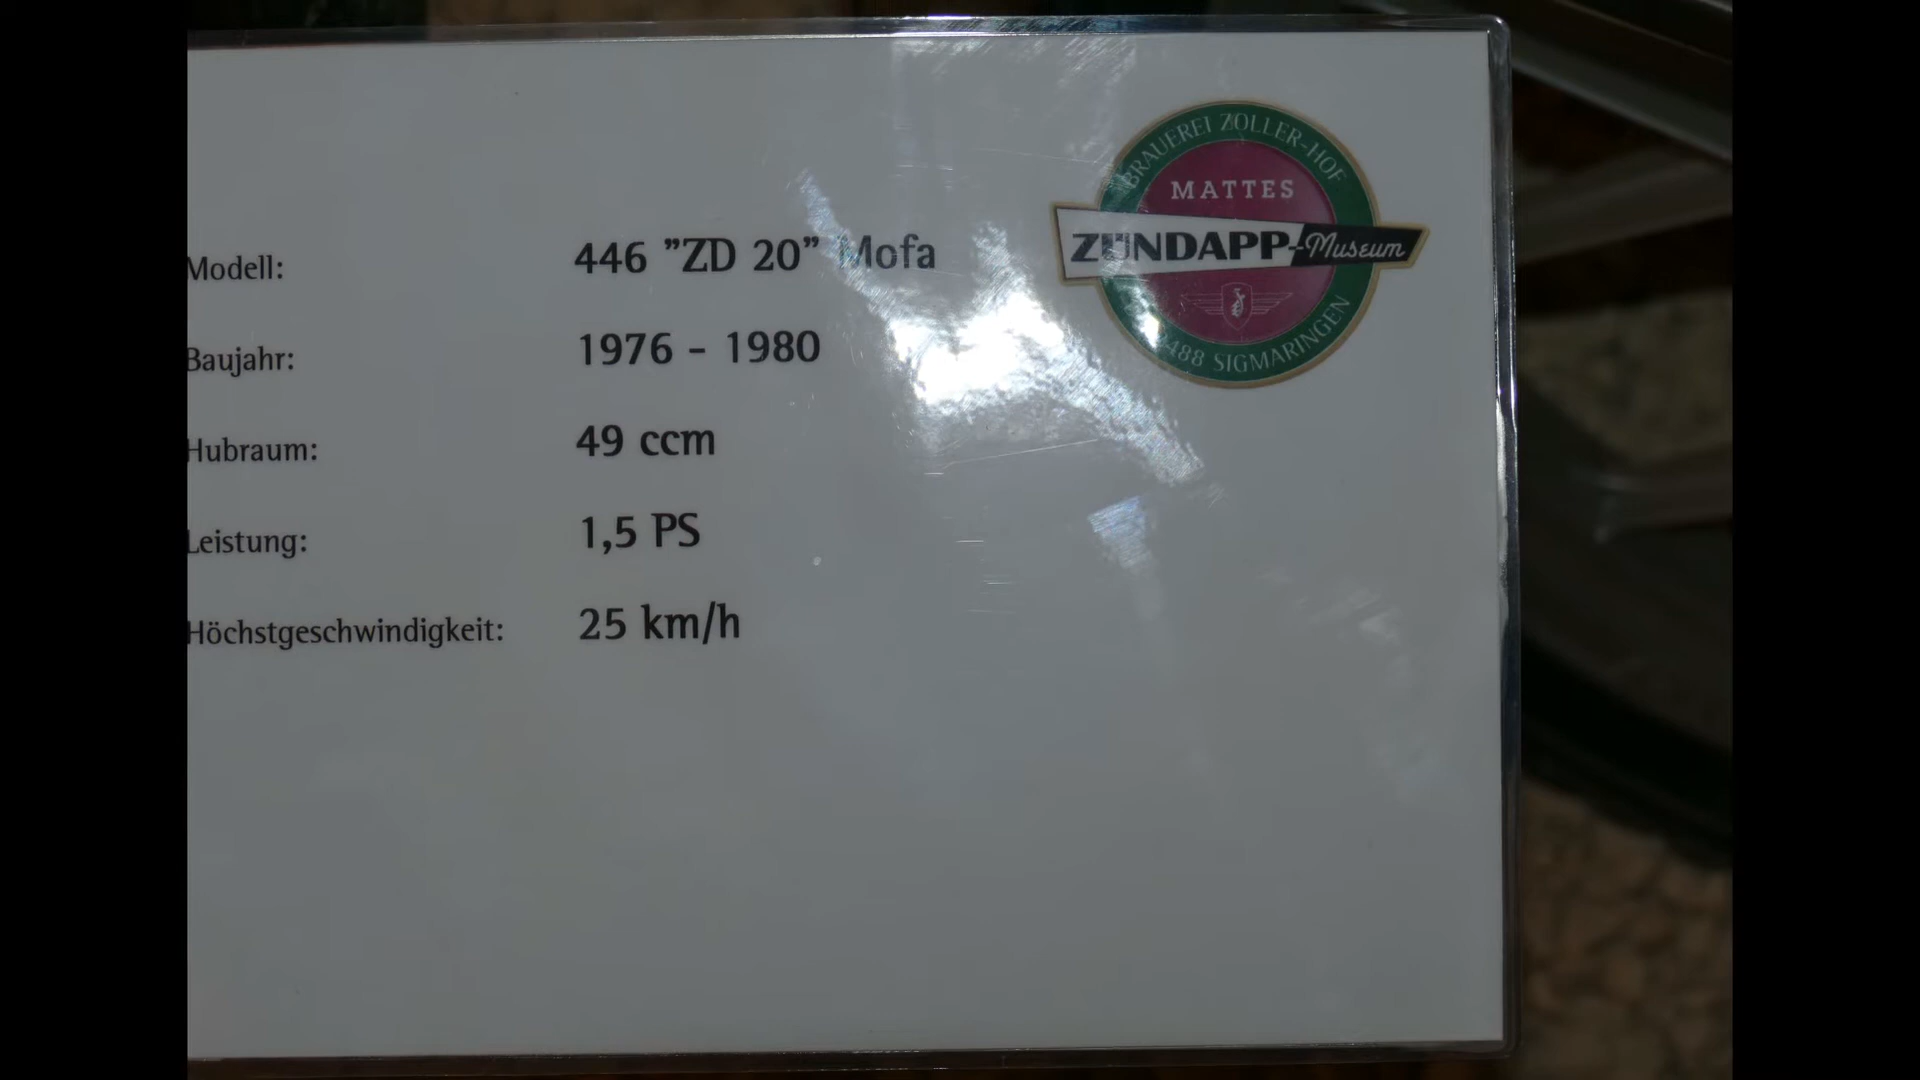 BRAUEREI ZOLLER-HOF
MATTES
ZÜNDAPP-Museum
488 SIGMARINGEN
Modell: 446 "ZD 20" Mofa
Baujahr: 1976 - 1980
Hubraum: 49 ccm
Leistung: 1,5 PS
Höchstgeschwindigkeit: 25 km/h